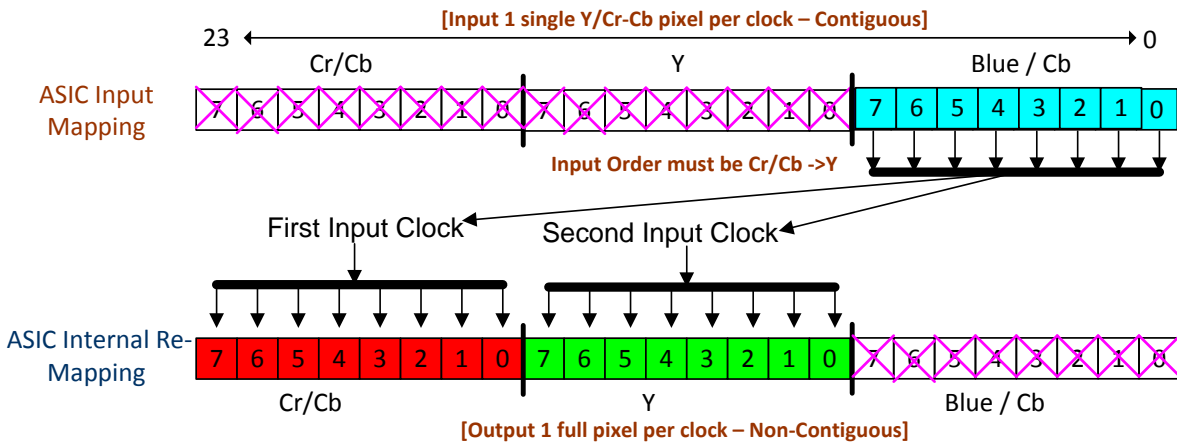 [Input 1 single Y/Cr-Cb pixel per clock – Contiguous]
23 0
Cr/Cb Y Blue / Cb
ASIC Input
Mapping
7 6 5 4 3 2 1 0 7 6 5 4 3 2 1 0 7 6 5 4 3 2 1 0
Input Order must be Cr/Cb ->Y
First Input Clock Second Input Clock
ASIC Internal Re-
Mapping
7 6 5 4 3 2 1 0 7 6 5 4 3 2 1 0 7 6 5 4 3 2 1 0
Cr/Cb Y Blue / Cb
[Output 1 full pixel per clock – Non-Contiguous]